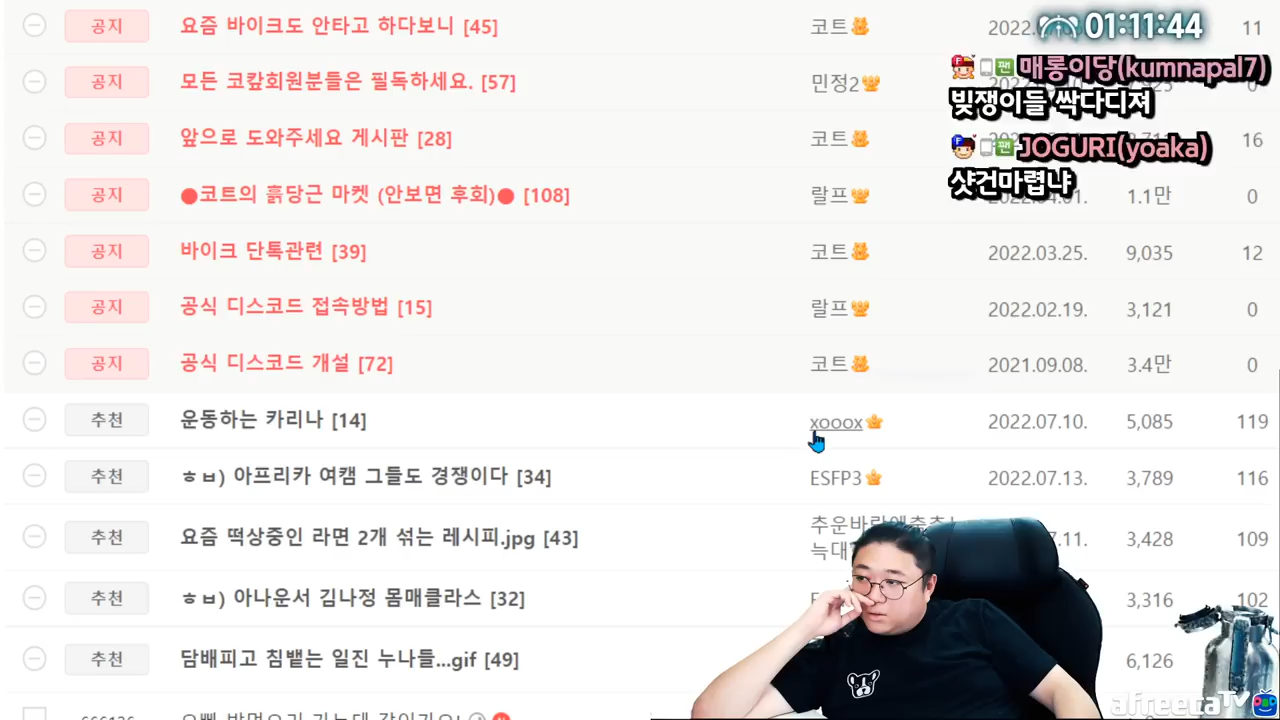 공지 요즘 바이크도 안타고 하다보니 [45] 코트 2022. 11
01:11:44
공지 모든 코깦회원분들은 필독하세요. [57] 민정2 0
매롱이당(kumnapal7)
빚쟁이들 싹다디져
공지 앞으로 도와주세요 게시판 [28] 코트 16
JOGURI(yoaka)
샷건마렵냐
공지 ●코트의 흙당근 마켓 (안보면 후회)● [108] 랄프 1.1만 0
공지 바이크 단톡관련 [39] 코트 2022.03.25. 9,035 12
공지 공식 디스코드 접속방법 [15] 랄프 2022.02.19. 3,121 0
공지 공식 디스코드 개설 [72] 코트 2021.09.08. 3.4만 0
추천 운동하는 카리나 [14] xooox 2022.07.10. 5,085 119
추천 ㅎㅂ) 아프리카 여캠 그들도 경쟁이다 [34] ESFP3 2022.07.13. 3,789 116
추천 요즘 떡상중인 라면 2개 섞는 레시피.jpg [43] 11. 3,428 109
추천 ㅎㅂ) 아나운서 김나정 몸매클라스 [32] 3,316 102
추천 담배피고 침뱉는 일진 누나들...gif [49] 6,126
afreecaTV